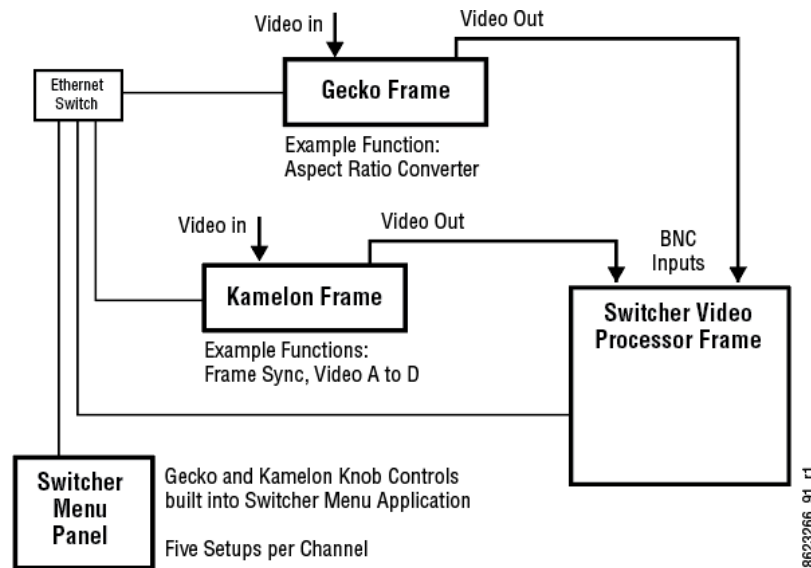 Video in
Video Out
Ethernet
Switch
Gecko Frame
Example Function:
Aspect Ratio Converter
Video in
Video Out
BNC
Inputs
Kamelon Frame
Switcher Video
Processor Frame
Example Functions:
Frame Sync, Video A to D
Switcher
Menu
Panel
Gecko and Kamelon Knob Controls
built into Switcher Menu Application
Five Setups per Channel
8623266_91_r1